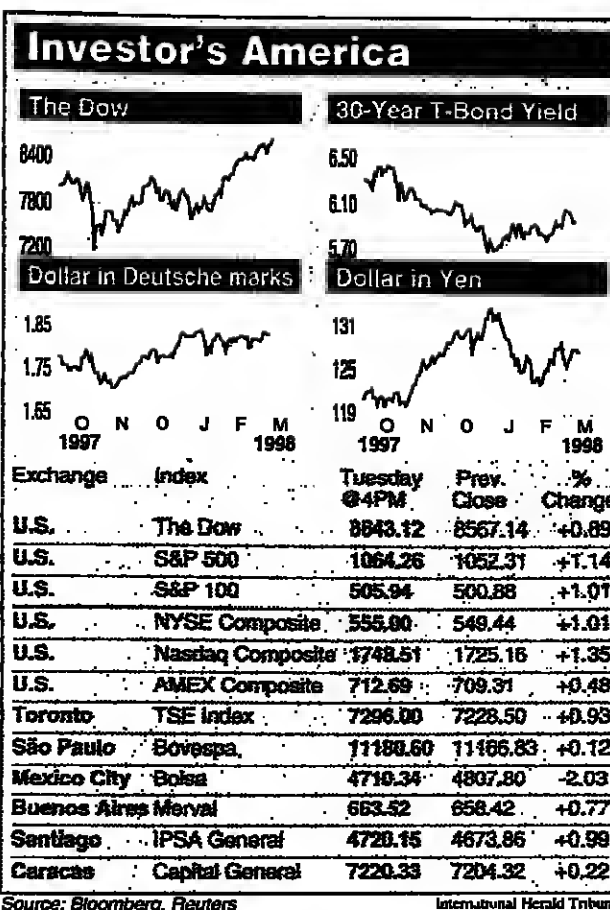 Investor's America
The Dow
30-Year T-Bond Yield
8400
7800
7200
6.50
6.10
5.70
Dollar in Deutsche marks
Dollar in Yen
1.85
1.75
1.65
131
125
119
O N D J F M
1997 1998
O N D J F M
1997 1998
Exchange Index Tuesday Prev. %
@4PM Close Change
U.S. The Dow 8643.12 8567.14 +0.89
U.S. S&P 500 1064.26 1052.31 +1.14
U.S. S&P 100 505.94 500.88 +1.01
U.S. NYSE Composite 555.00 549.44 +1.01
U.S. Nasdaq Composite 1748.51 1725.16 +1.35
U.S. AMEX Composite 712.69 709.31 +0.48
Toronto TSE Index 7296.00 7228.50 +0.93
São Paulo Bovespa 11180.60 11166.83 +0.12
Mexico City Bolsa 4710.34 4807.80 -2.03
Buenos Aires Merval 663.52 658.42 +0.77
Santiago IPSA General 4720.15 4673.86 +0.99
Caracas Capital General 7220.33 7204.32 +0.22
Source: Bloomberg, Reuters
International Herald Tribune